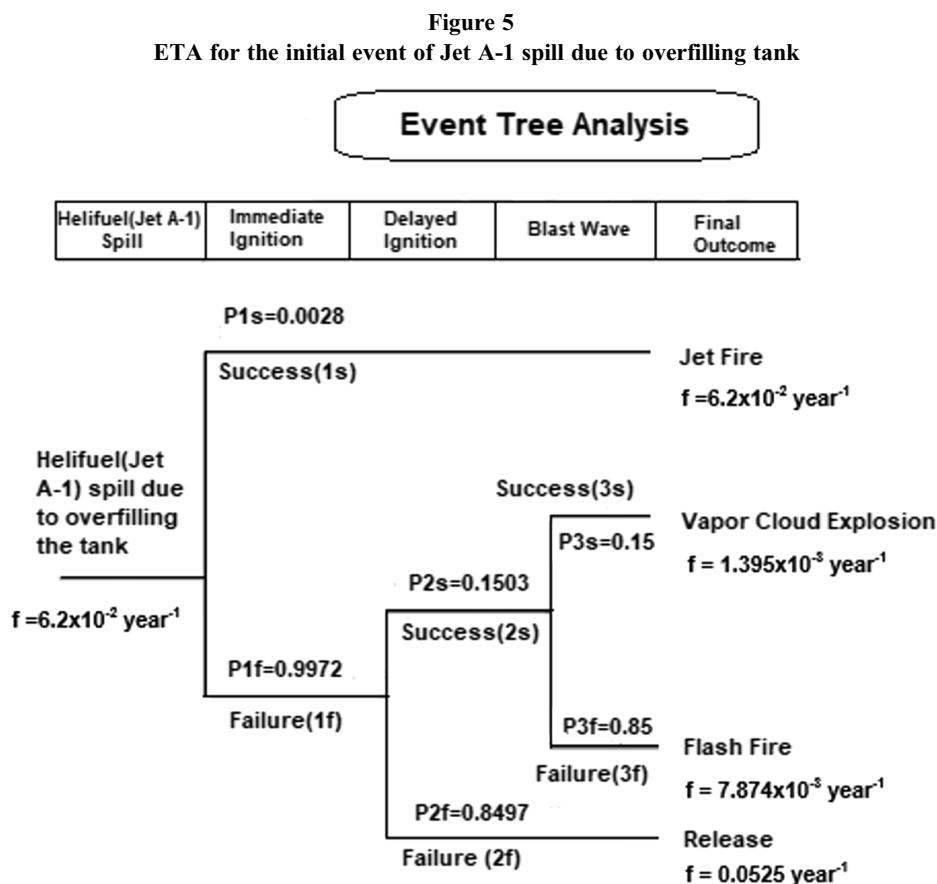 Figure 5
ETA for the initial event of Jet A-1 spill due to overfilling tank
Event Tree Analysis
Helifuel(Jet A-1)
Spill
Immediate
Ignition
Delayed
Ignition
Blast Wave
Final
Outcome
P1s=0.0028
Success(1s)
Jet Fire
f =6.2x10⁻² year⁻¹
Helifuel(Jet
A-1) spill due
to overfilling
the tank
f =6.2x10⁻² year⁻¹
Success(3s)
P3s=0.15
Vapor Cloud Explosion
f = 1.395x10⁻³ year⁻¹
P2s=0.1503
Success(2s)
P1f=0.9972
Failure(1f)
P3f=0.85
Failure(3f)
Flash Fire
f = 7.874x10⁻³ year⁻¹
P2f=0.8497
Failure (2f)
Release
f = 0.0525 year⁻¹